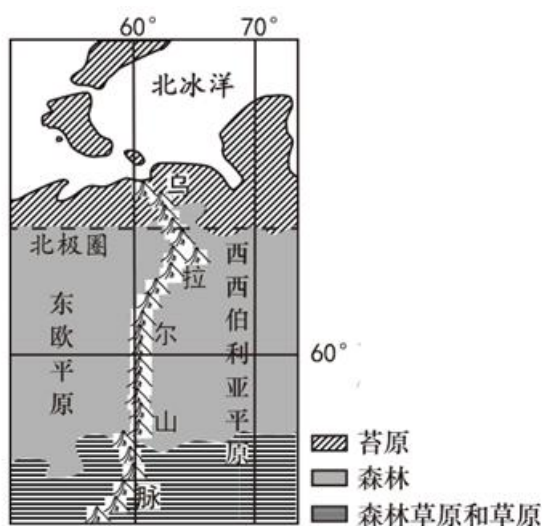 60° 70°
北冰洋
乌拉尔山脉
北极圈
东欧平原
西西伯利亚平原
60°
苔原
森林
森林草原和草原